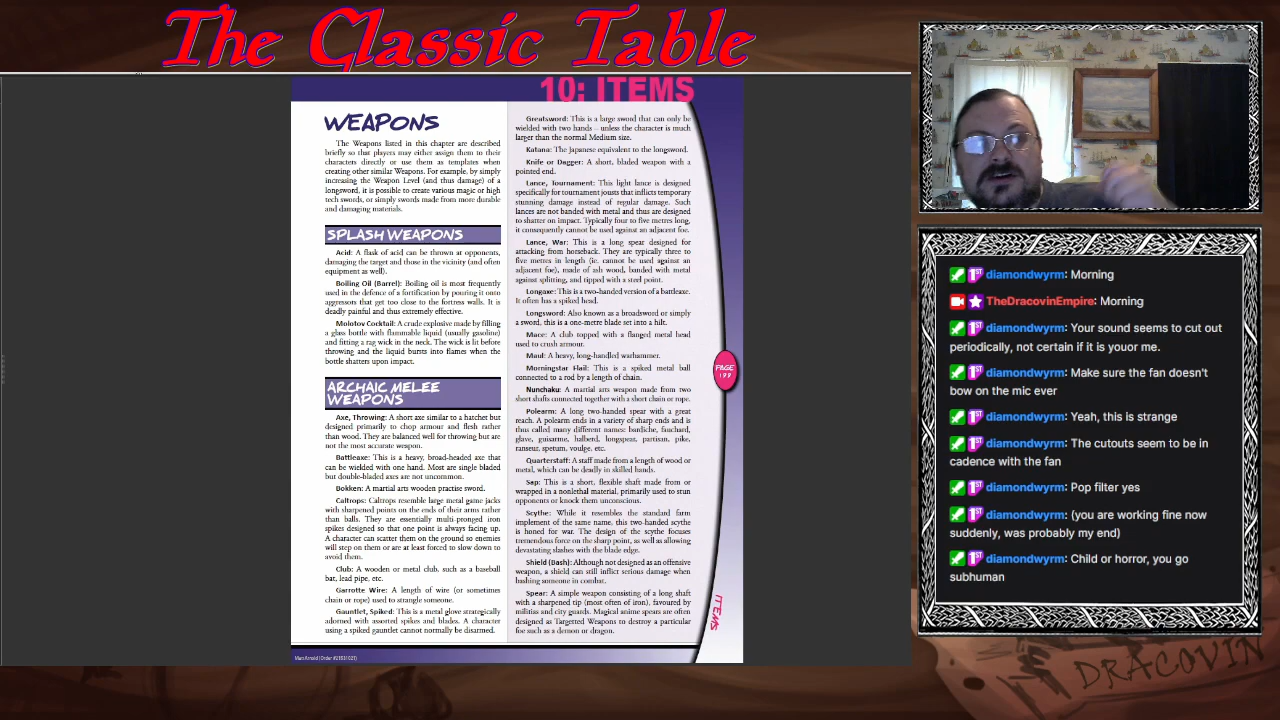 The Classic Table
10: ITEMS
WEAPONS
The Weapons listed in this chapter are described
briefly so that players may either assign them to their
characters directly or use them as templates when
creating other similar Weapons. For example, by simply
increasing the Weapon Level (and thus damage) of a
longsword, it is possible to create various magic or high
tech swords, or simply swords made from more durable
and damaging materials.
SPLASH WEAPONS
Acid: A flask of acid can be thrown at opponents,
damaging the target and those in the vicinity (and often
equipment as well).
Boiling Oil (Barrel): Boiling oil is most frequently
used in the defence of a fortification by pouring it onto
aggressors that get too close to the fortress walls. It is
deadly painful and thus extremely effective.
Molotov Cocktail: A crude explosive made by filling
a glass bottle with flammable liquid (usually gasoline)
and fitting a rag wick in the neck. The wick is lit before
throwing and the liquid bursts into flames when the
bottle shatters upon impact.
ARCHAIC MELEE
WEAPONS
Axe, Throwing: A short axe similar to a hatchet but
designed primarily to chop armour and flesh rather
than wood. They are balanced well for throwing but are
not the most accurate weapon.
Battleaxe: This is a heavy, broad-headed axe that
can be wielded with one hand. Most are single bladed
but double-bladed axes are not uncommon.
Bokken: A martial arts wooden practise sword.
Caltrops: Caltrops resemble large metal game jacks
with sharpened points on the ends of their arms rather
than balls. They are essentially multi-pronged iron
spikes designed so that one point is always facing up.
A character can scatter them on the ground so enemies
will step on them or are at least forced to slow down to
avoid them.
Club: A wooden or metal club, such as a baseball
bat, lead pipe, etc.
Garrotte Wire: A length of wire (or sometimes
chain or rope) used to strangle someone.
Gauntlet, Spiked: This is a metal glove strategically
adorned with assorted spikes and blades. A character
using a spiked gauntlet cannot normally be disarmed.
Greatsword: This is a large sword that can only be
wielded with two hands – unless the character is much
larger than the normal Medium size.
Katana: The Japanese equivalent to the longsword.
Knife or Dagger: A short, bladed weapon with a
pointed end.
Lance, Tournament: This light lance is designed
specifically for tournament jousts that inflicts temporary
stunning damage instead of regular damage. Such
lances are not banded with metal and thus are designed
to shatter on impact. Typically four to five metres long,
it consequently cannot be used against an adjacent foe.
Lance, War: This is a long spear designed for
attacking from horseback. They are typically three to
five metres in length (ie. cannot be used against an
adjacent foe), made of ash wood, banded with metal
against splitting, and tipped with a steel point.
Longaxe: This is a two-handed version of a battleaxe.
It often has a spiked head.
Longsword: Also known as a broadsword or simply
a sword, this is a one-metre blade set into a hilt.
Mace: A club topped with a flanged metal head
used to crush armour.
Maul: A heavy, long-handled warhammer.
Morningstar Flail: This is a spiked metal ball
connected to a rod by a length of chain.
Nunchaku: A martial arts weapon made from two
short shafts connected together with a short chain or rope.
Polearm: A long two-handed spear with a great
reach. A polearm ends in a variety of sharp ends and is
thus called many different names: bardiche, fauchard,
glave, guisarme, halberd, longspear, partisan, pike,
ranseur, spetum, voulge, etc.
Quarterstaff: A staff made from a length of wood or
metal, which can be deadly in skilled hands.
Sap: This is a short, flexible shaft made from or
wrapped in a nonlethal material, primarily used to stun
opponents or knock them unconscious.
Scythe: While it resembles the standard farm
implement of the same name, this two-handed scythe
is honed for war. The design of the scythe focuses
tremendous force on the sharp point, as well as allowing
devastating slashes with the blade edge.
Shield (Bash): Although not designed as an offensive
weapon, a shield can still inflict serious damage when
bashing someone in combat.
Spear: A simple weapon consisting of a long shaft
with a sharpened tip (most often of iron), favoured by
militias and city guards. Magical anime spears are often
designed as Targetted Weapons to destroy a particular
foe such as a demon or dragon.
PAGE
199
ITEMS
diamondwyrm: Morning
TheDracovinEmpire: Morning
diamondwyrm: Your sound seems to cut out
periodically, not certain if it is youor me.
diamondwyrm: Make sure the fan doesn't
bow on the mic ever
diamondwyrm: Yeah, this is strange
diamondwyrm: The cutouts seem to be in
cadence with the fan
diamondwyrm: Pop filter yes
diamondwyrm: (you are working fine now
suddenly, was probably my end)
diamondwyrm: Child or horror, you go
subhuman
DRACOVIN